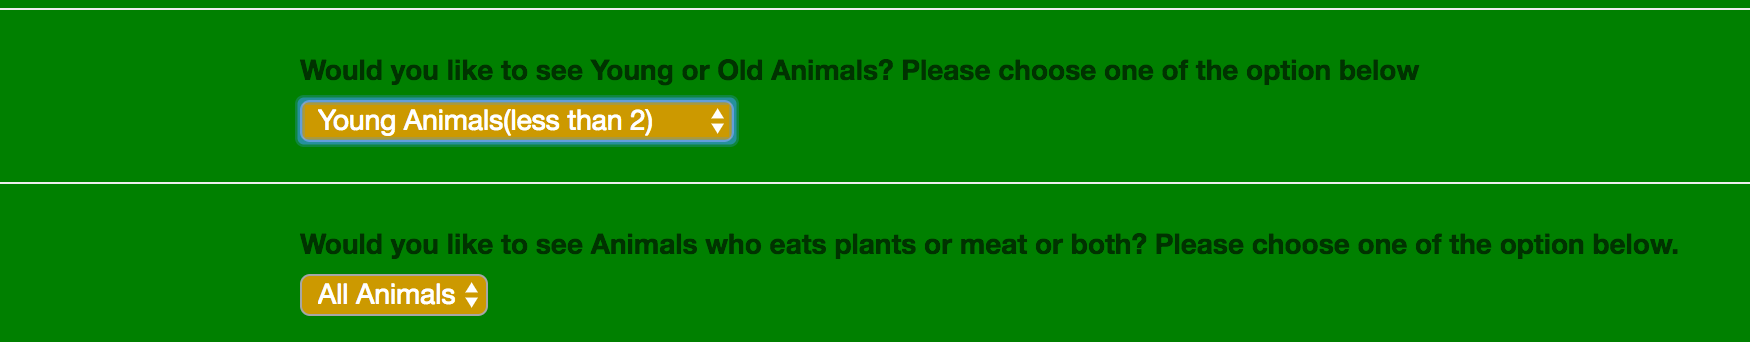 Would you like to see Young or Old Animals? Please choose one of the option below
Young Animals(less than 2)
Would you like to see Animals who eats plants or meat or both? Please choose one of the option below.
All Animals